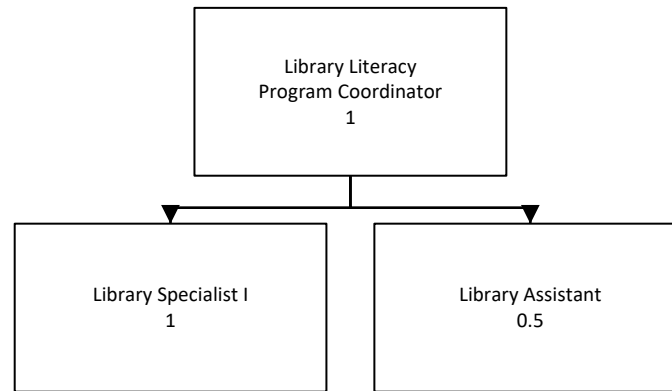 Library Literacy
Program Coordinator
1
Library Specialist I
1
Library Assistant
0.5